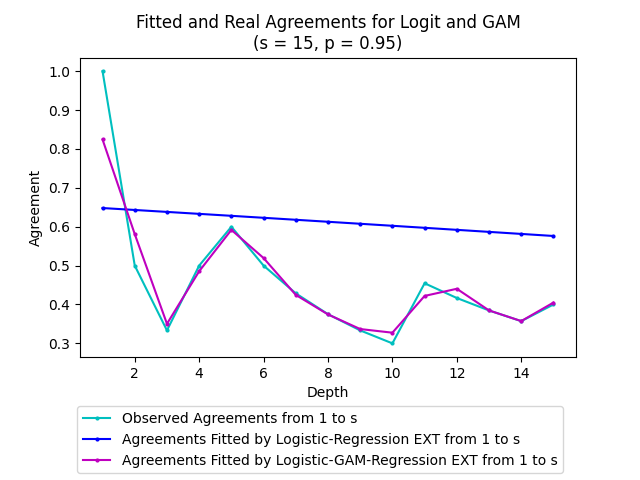 Fitted and Real Agreements for Logit and GAM
(s = 15, p = 0.95)
Agreement
1.0
0.9
0.8
0.7
0.6
0.5
0.4
0.3
2 4 6 8 10 12 14
Depth
Observed Agreements from 1 to s
Agreements Fitted by Logistic-Regression EXT from 1 to s
Agreements Fitted by Logistic-GAM-Regression EXT from 1 to s